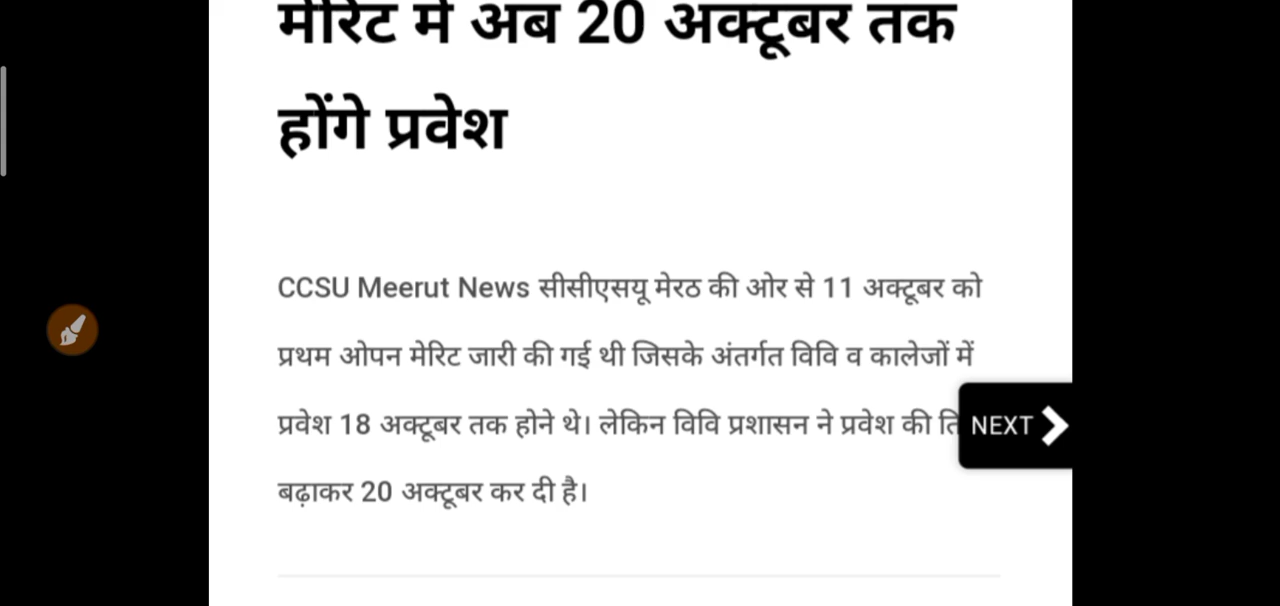 मेरिट में अब 20 अक्टूबर तक
होंगे प्रवेश
CCSU Meerut News सीसीएसयू मेरठ की ओर से 11 अक्टूबर को
प्रथम ओपन मेरिट जारी की गई थी जिसके अंतर्गत विवि व कालेजों में
प्रवेश 18 अक्टूबर तक होने थे। लेकिन विवि प्रशासन ने प्रवेश की
NEXT
बढ़ाकर 20 अक्टूबर कर दी है।